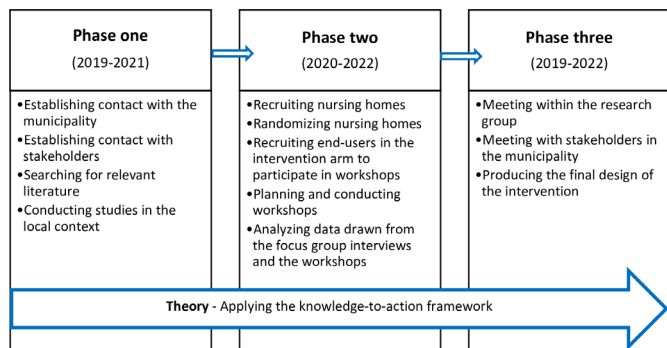 Phase one
(2019-2021)
•Establishing contact with the
municipality
•Establishing contact with
stakeholders
•Searching for relevant
literature
•Conducting studies in the
local context
Phase two
(2020-2022)
•Recruiting nursing homes
•Randomizing nursing homes
•Recruiting end-users in the
intervention arm to
participate in workshops
•Planning and conducting
workshops
•Analyzing data drawn from
the focus group interviews
and the workshops
Phase three
(2019-2022)
•Meeting within the research
group
•Meeting with stakeholders in
the municipality
•Producing the final design of
the intervention
Theory - Applying the knowledge-to-action framework